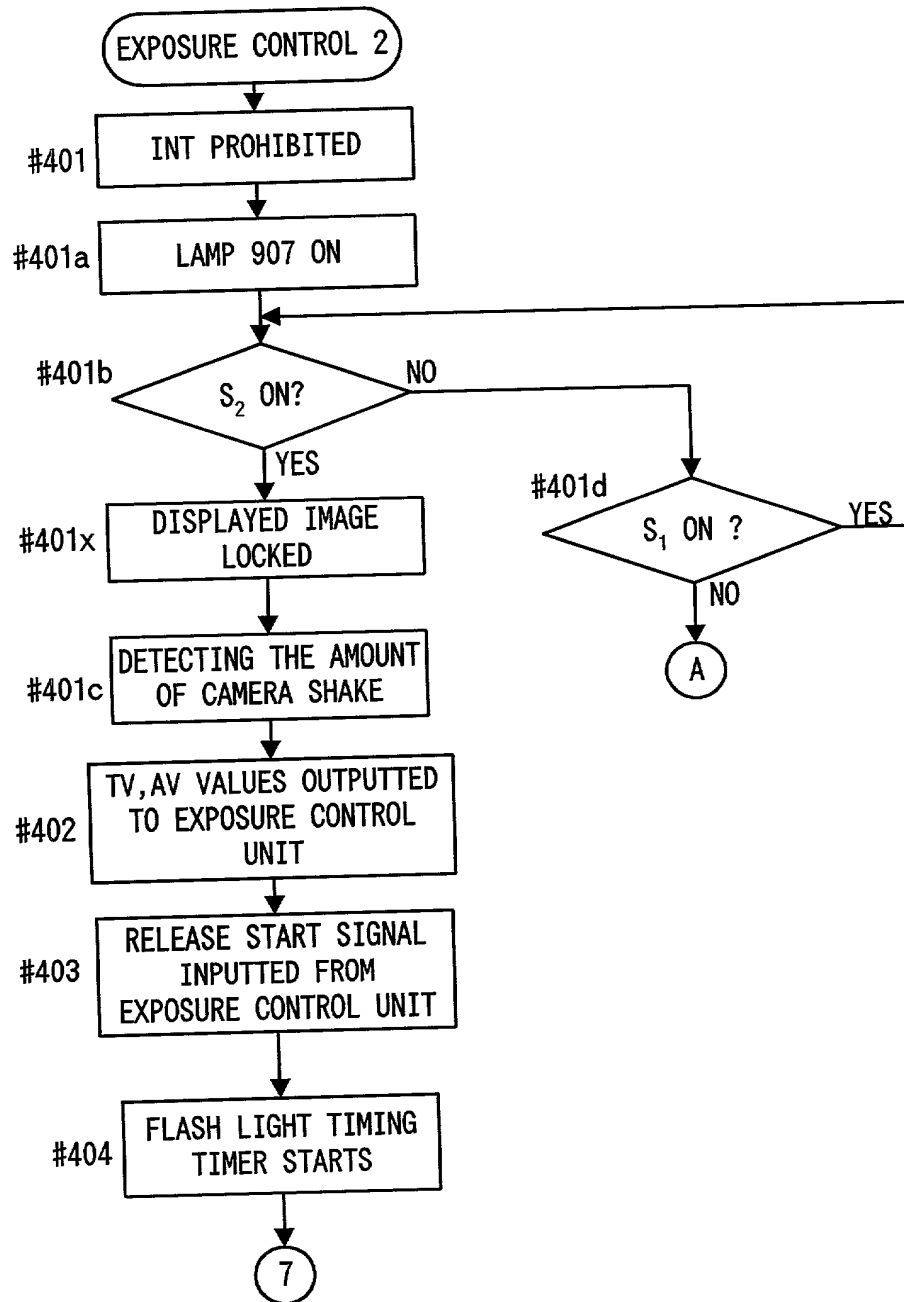 EXPOSURE CONTROL 2
#401
INT PROHIBITED
#401a
LAMP 907 ON
#401b
S₂ ON?
NO
YES
#401d
S₁ ON ?
YES
NO
A
#401x
DISPLAYED IMAGE
LOCKED
#401c
DETECTING THE AMOUNT
OF CAMERA SHAKE
#402
TV,AV VALUES OUTPUTTED
TO EXPOSURE CONTROL
UNIT
#403
RELEASE START SIGNAL
INPUTTED FROM
EXPOSURE CONTROL UNIT
#404
FLASH LIGHT TIMING
TIMER STARTS
7